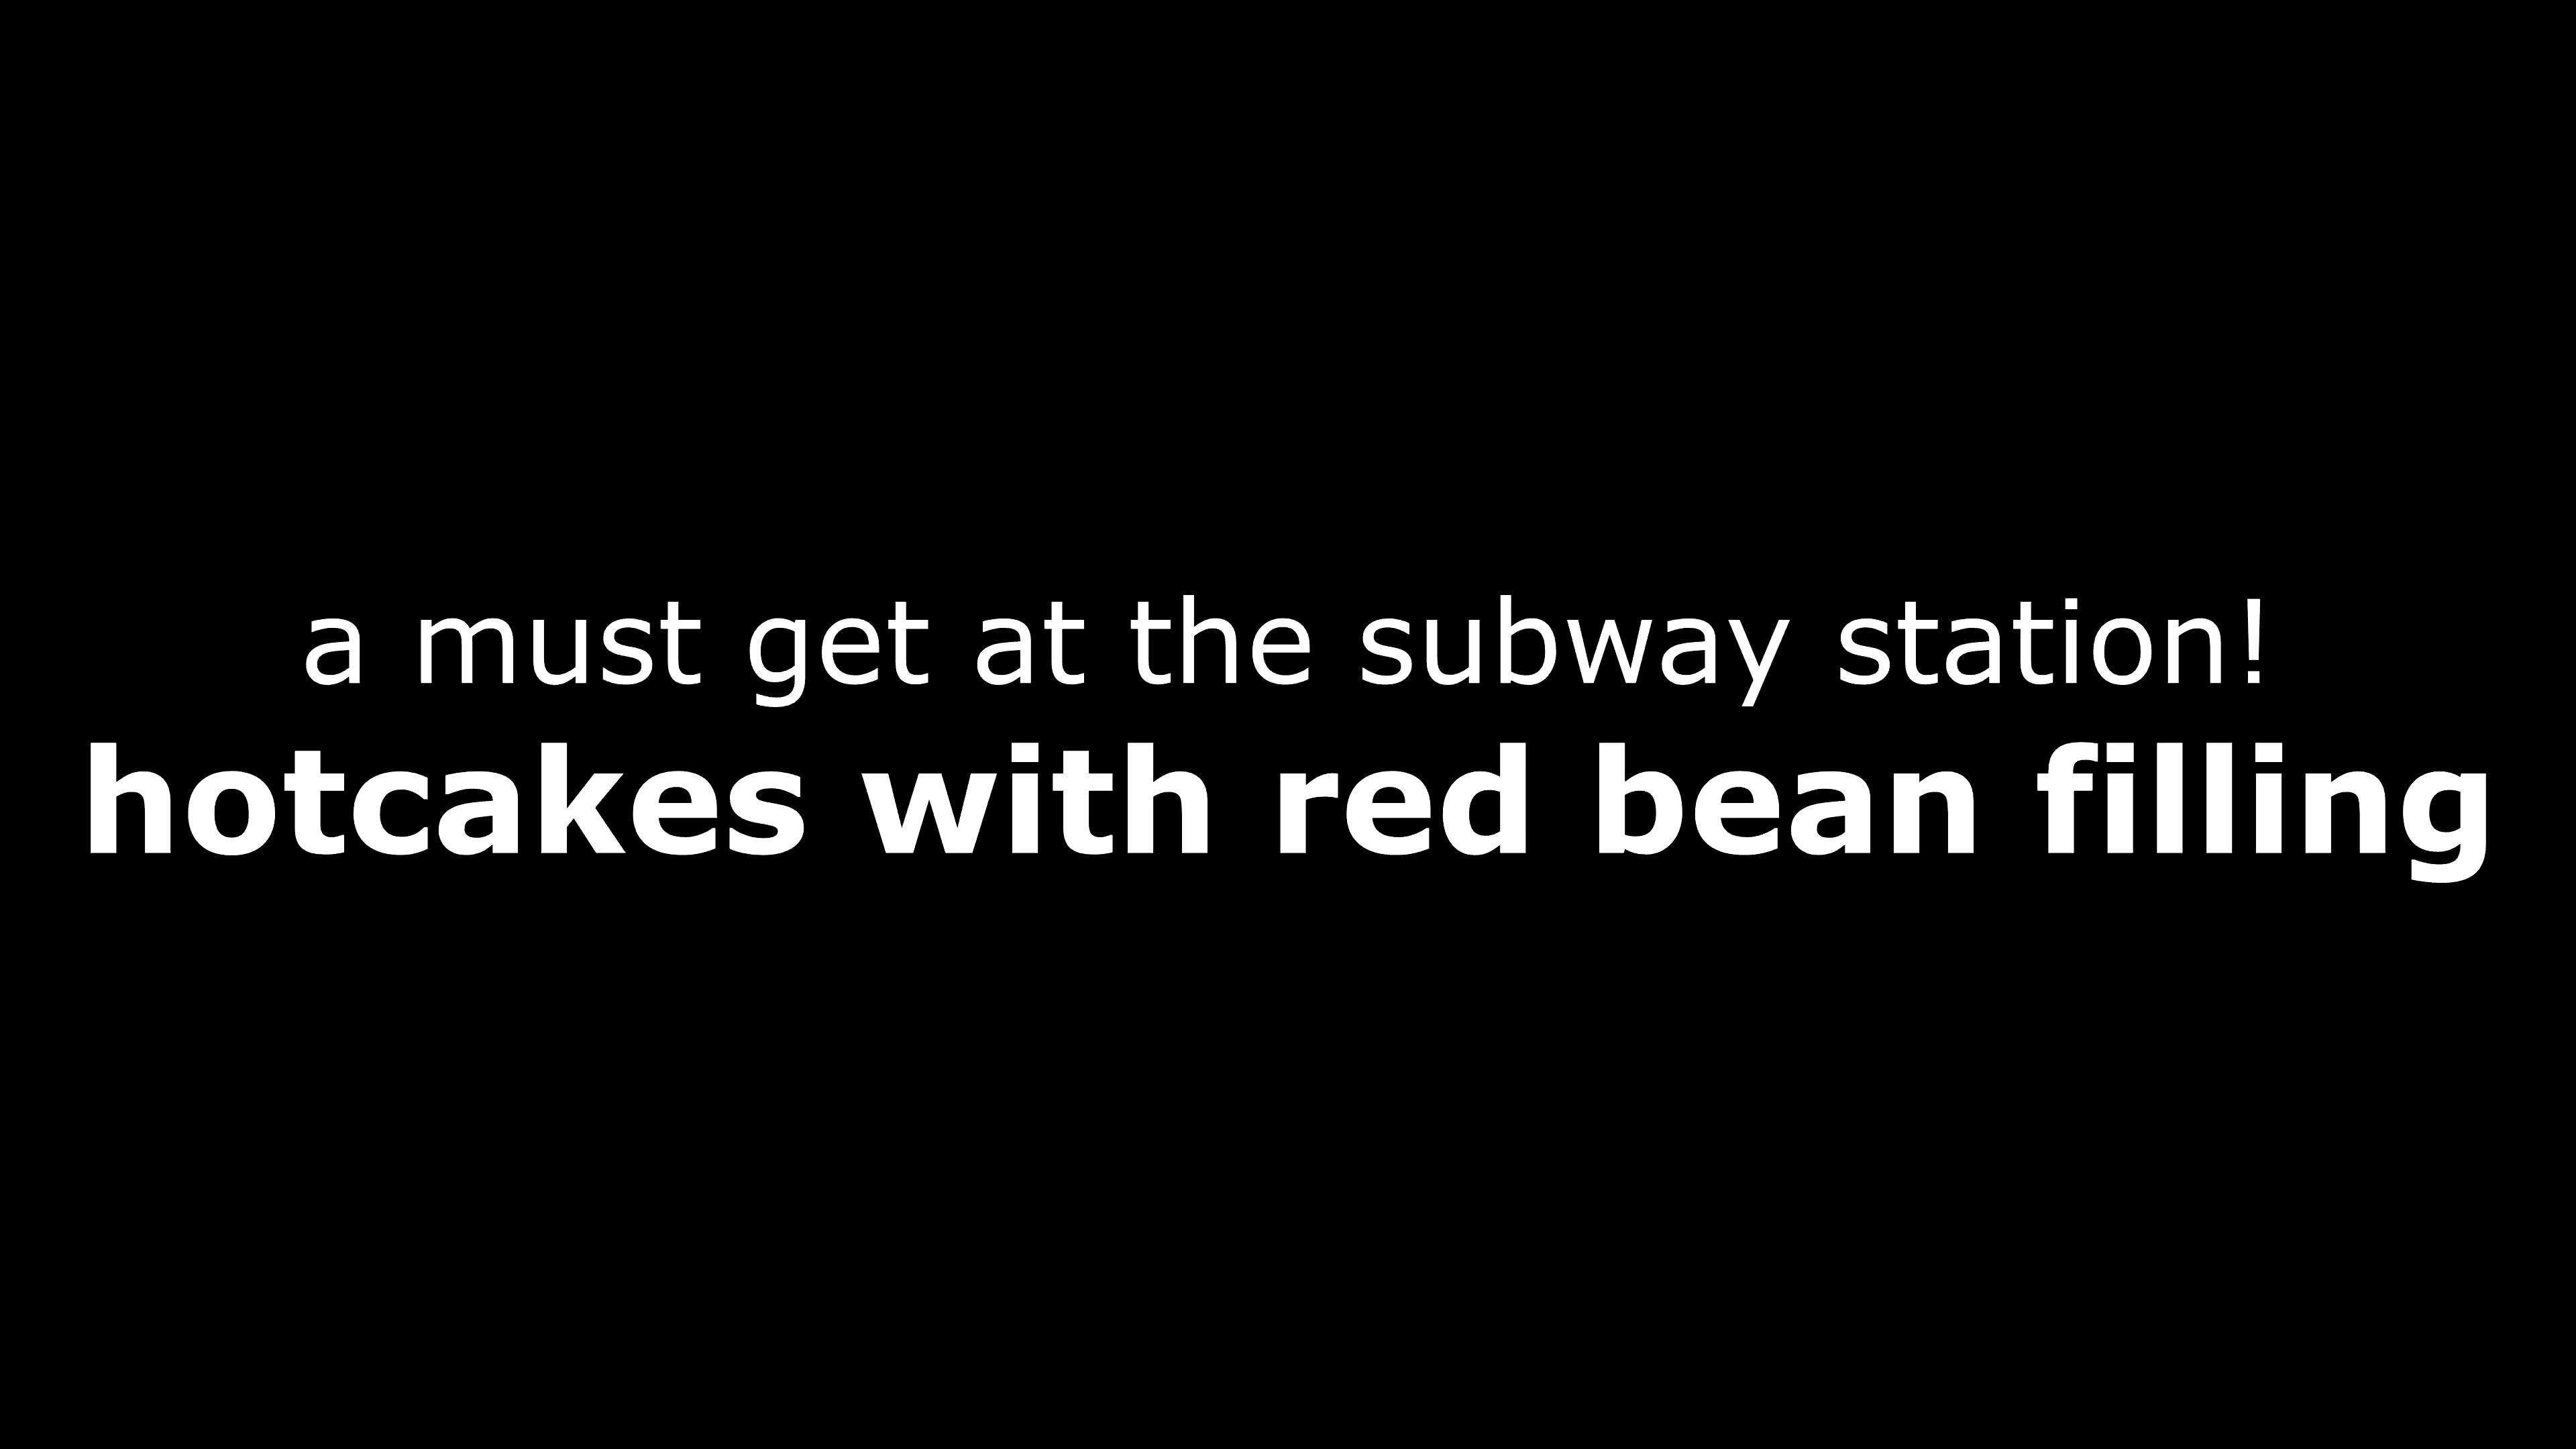 a must get at the subway station!
hotcakes with red bean filling